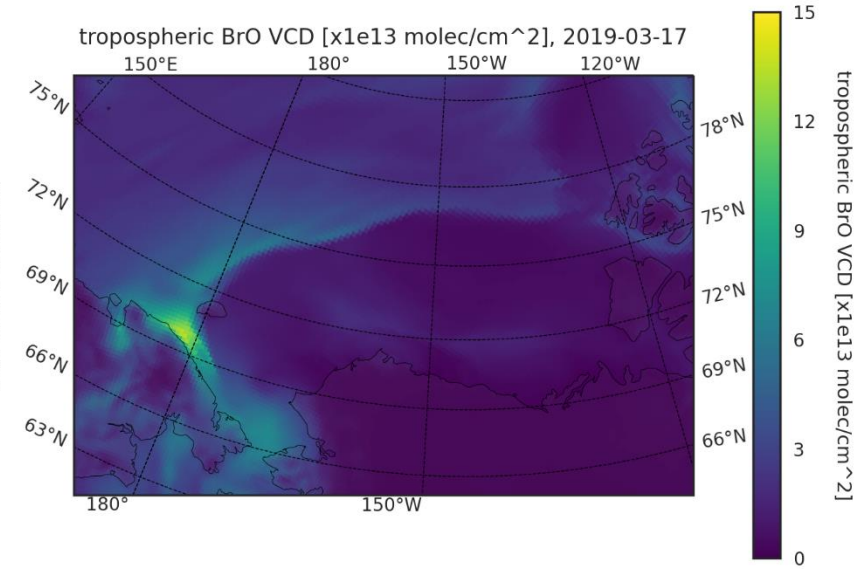 tropospheric BrO VCD [x1e13 molec/cm^2], 2019-03-17
150°E 180° 150°W 120°W
75°N
72°N
69°N
66°N
63°N
78°N
75°N
72°N
69°N
66°N
180° 150°W
15
12
9
6
3
0
tropospheric BrO VCD [x1e13 molec/cm^2]